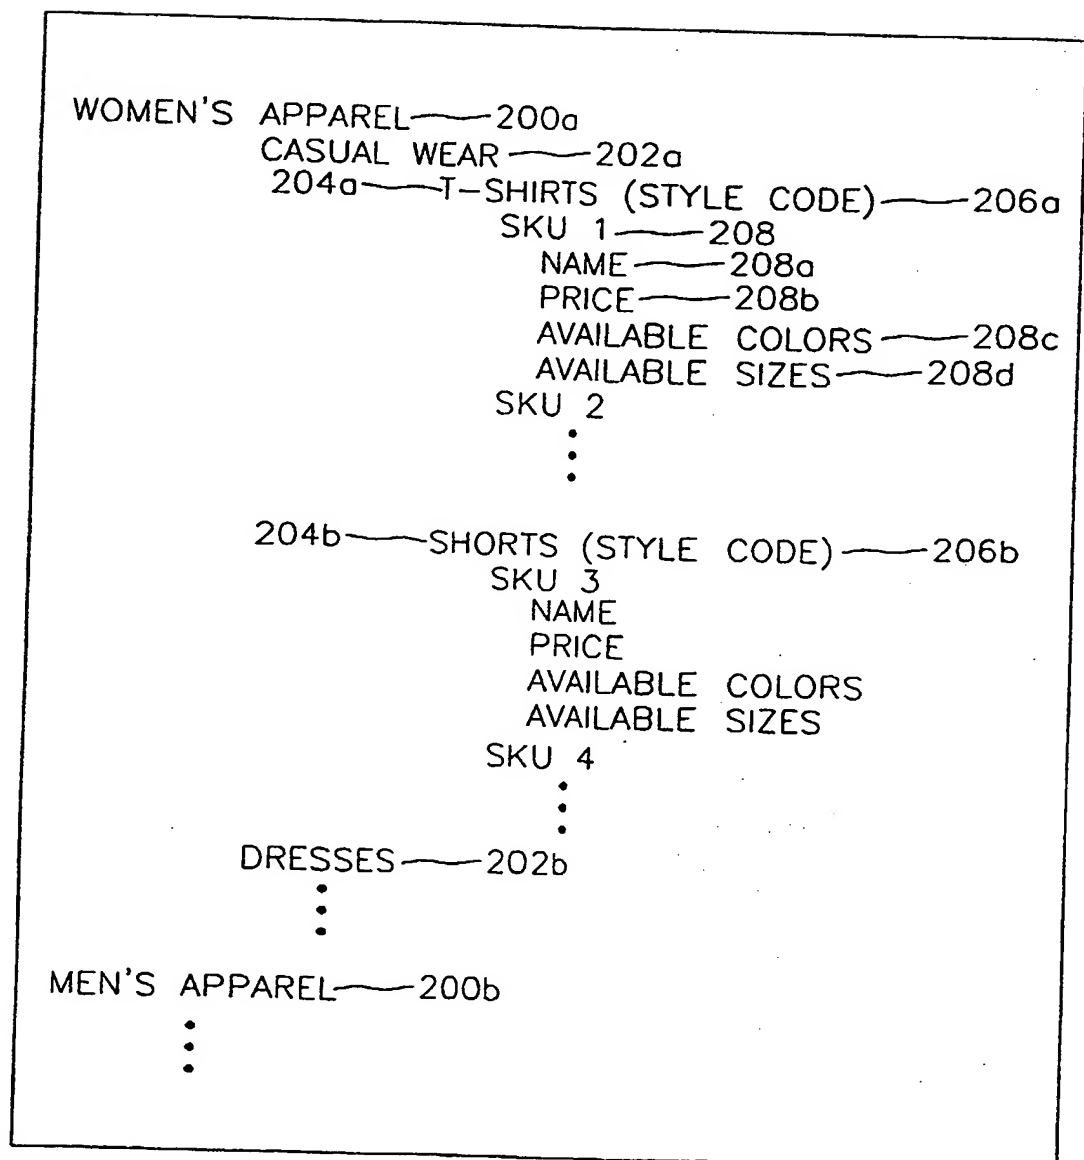 WOMEN'S APPAREL 200a
CASUAL WEAR 202a
204a T-SHIRTS (STYLE CODE) 206a
SKU 1 208
NAME 208a
PRICE 208b
AVAILABLE COLORS 208c
AVAILABLE SIZES 208d
SKU 2
204b SHORTS (STYLE CODE) 206b
SKU 3
NAME
PRICE
AVAILABLE COLORS
AVAILABLE SIZES
SKU 4
DRESSES 202b
MEN'S APPAREL 200b